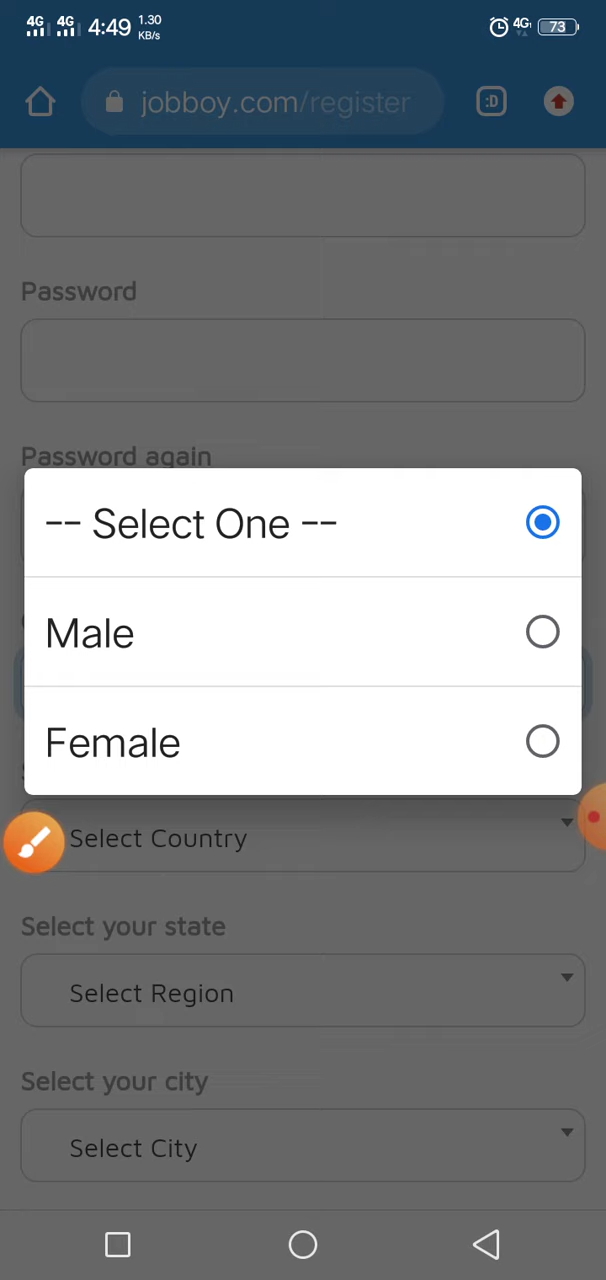 4G 4G 4:49 1.30 KB/s 4G 73
jobboy.com/register :D
Password
Password again
-- Select One --
Male
Female
Select Country
Select your state
Select Region
Select your city
Select City